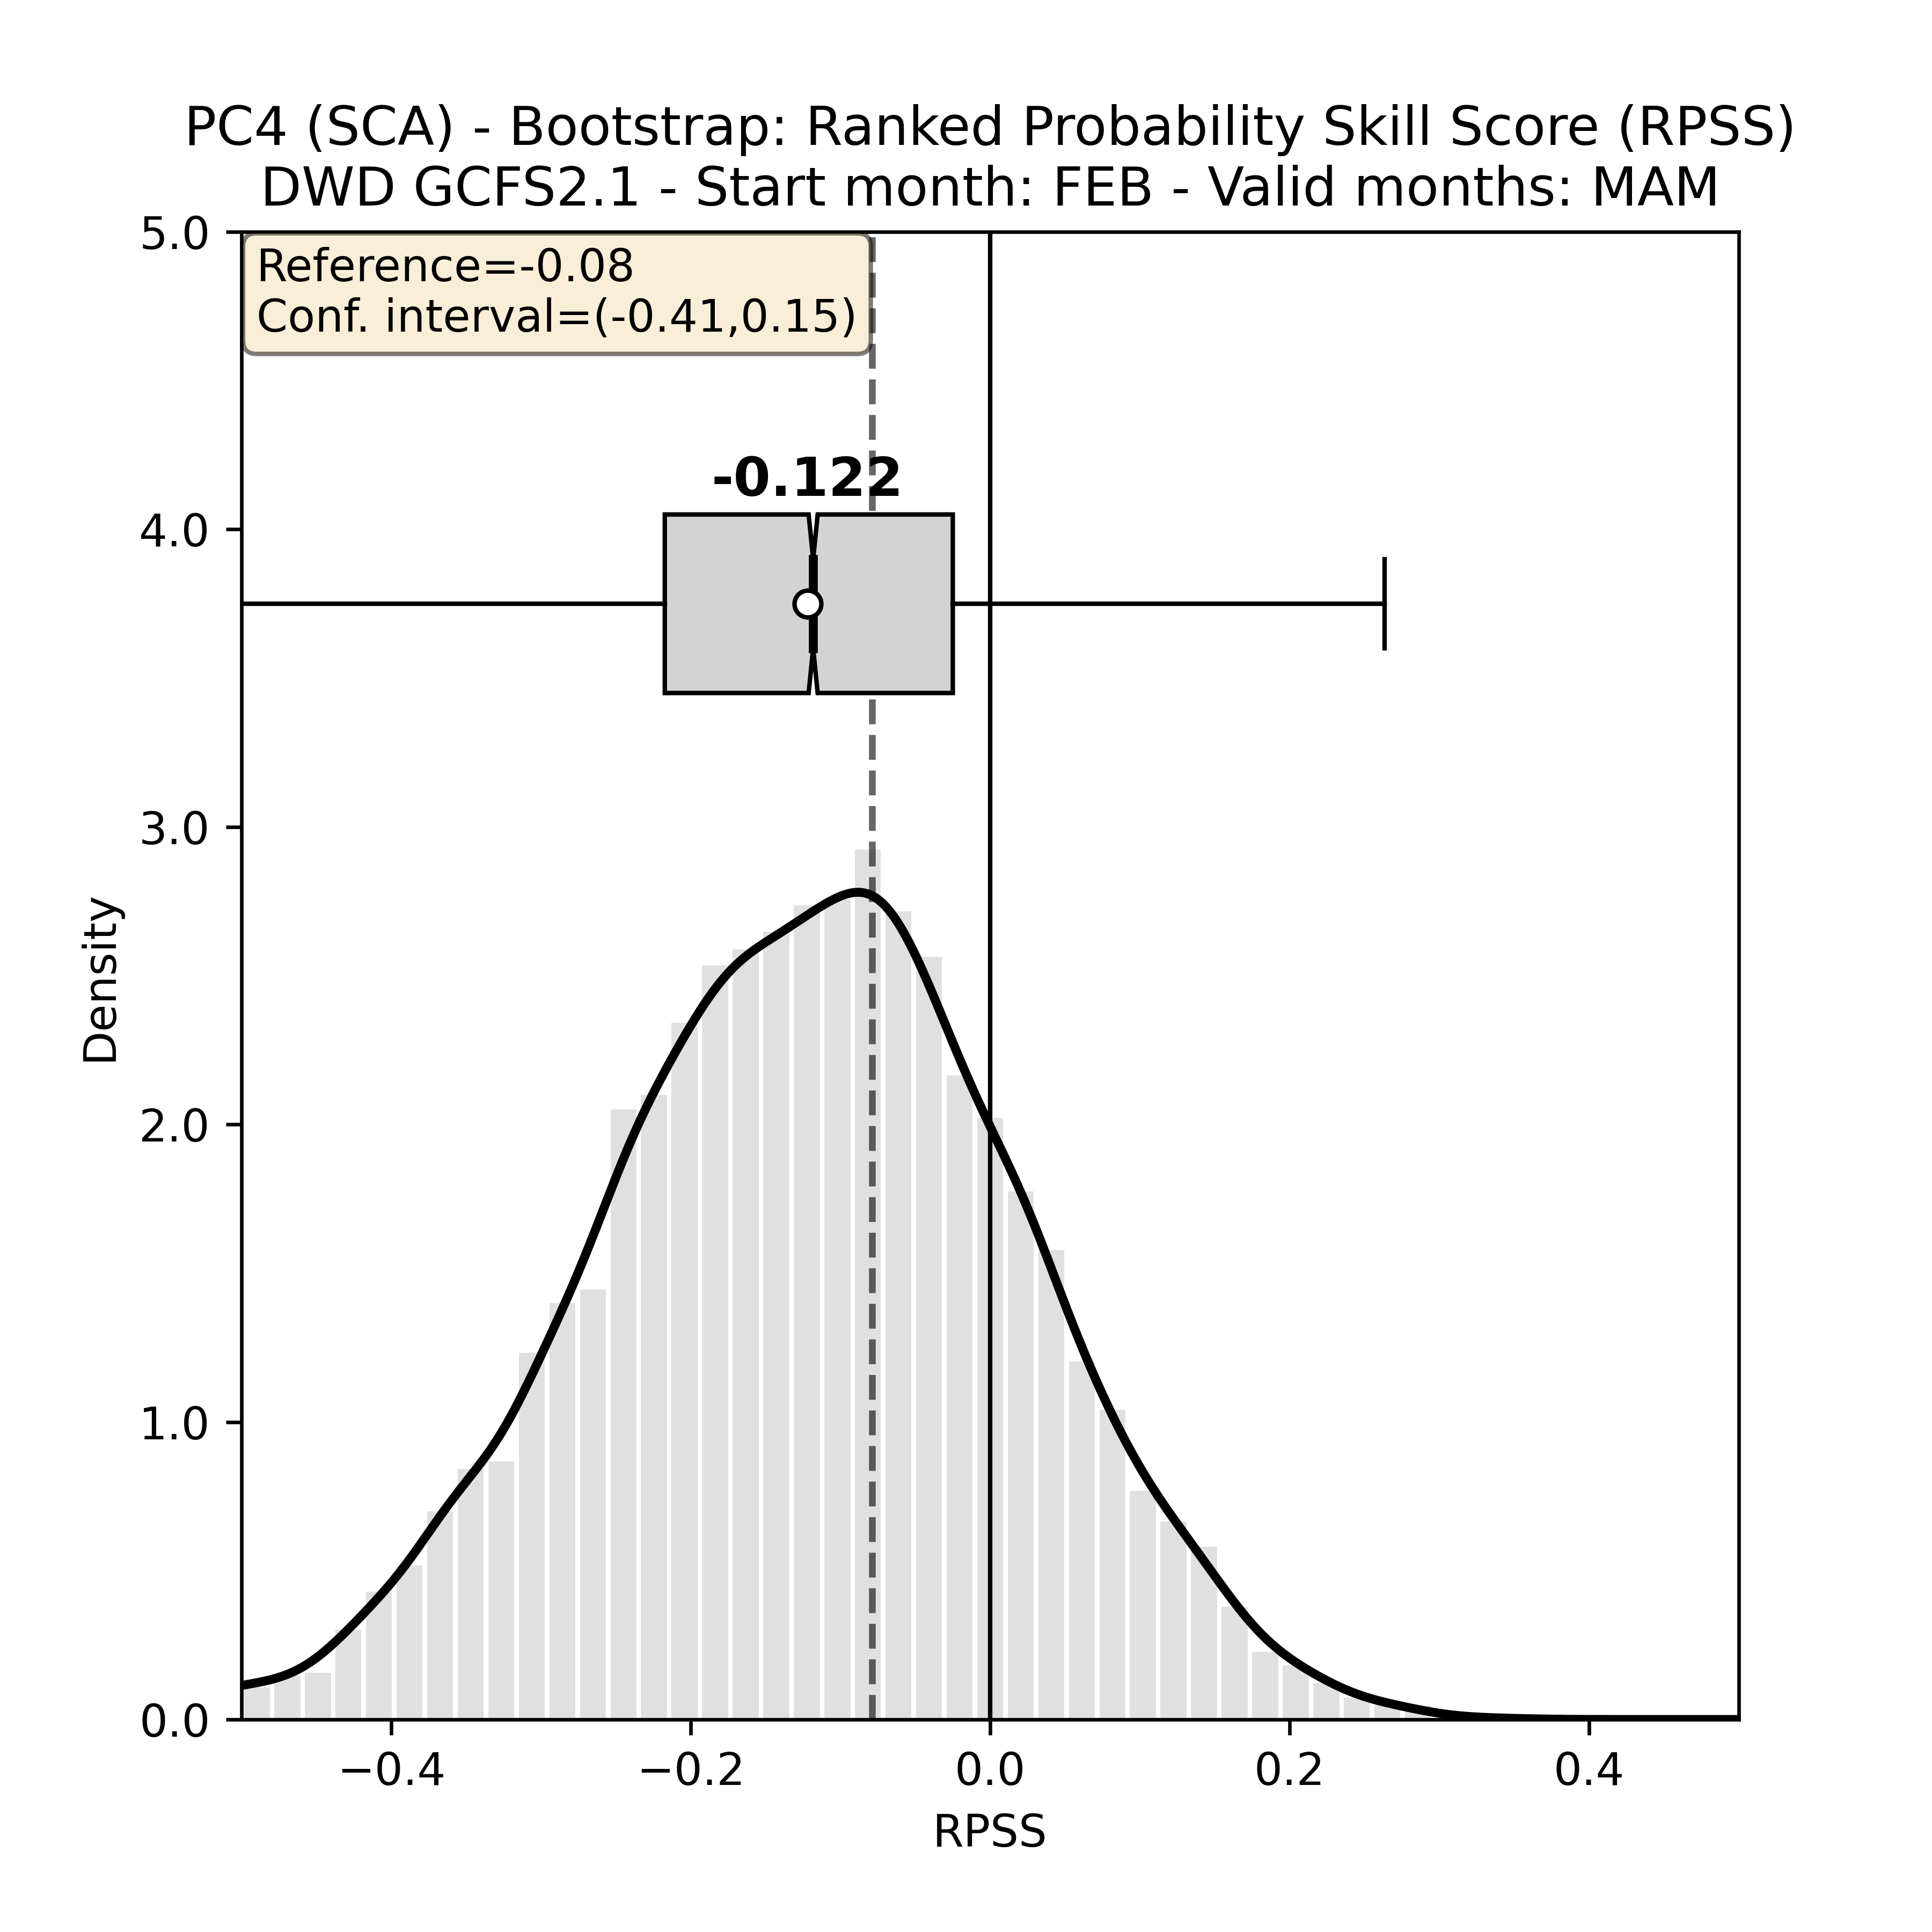 PC4 (SCA) - Bootstrap: Ranked Probability Skill Score (RPSS)
DWD GCFS2.1 - Start month: FEB - Valid months: MAM
Reference=-0.08
Conf. interval=(-0.41,0.15)
-0.122
5.0
4.0
3.0
2.0
1.0
0.0
Density
−0.4
−0.2
0.0
0.2
0.4
RPSS